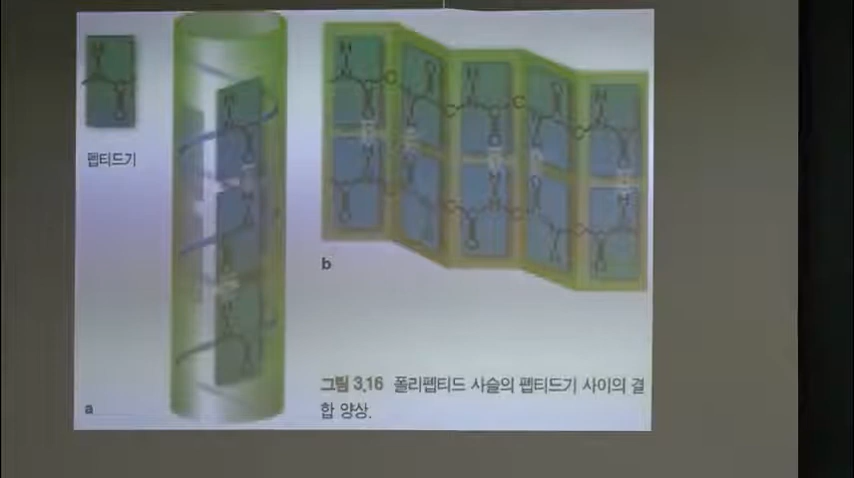 펩티드기
b
그림 3.16 폴리펩티드 사슬의 펩티드기 사이의 결
합 양상.
a